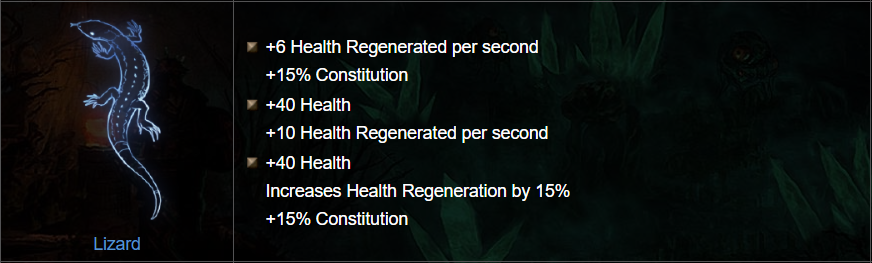 +6 Health Regenerated per second
+15% Constitution
+40 Health
+10 Health Regenerated per second
+40 Health
Increases Health Regeneration by 15%
+15% Constitution
Lizard